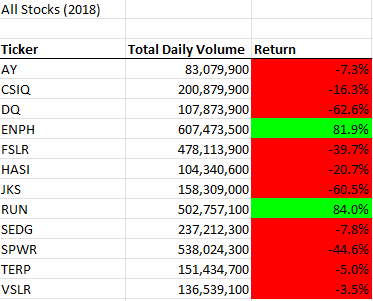 All Stocks (2018)
Ticker Total Daily Volume Return
AY 83,079,900 -7.3%
CSIQ 200,879,900 -16.3%
DQ 107,873,900 -62.6%
ENPH 607,473,500 81.9%
FSLR 478,113,900 -39.7%
HASI 104,340,600 -20.7%
JKS 158,309,000 -60.5%
RUN 502,757,100 84.0%
SEDG 237,212,300 -7.8%
SPWR 538,024,300 -44.6%
TERP 151,434,700 -5.0%
VSLR 136,539,100 -3.5%